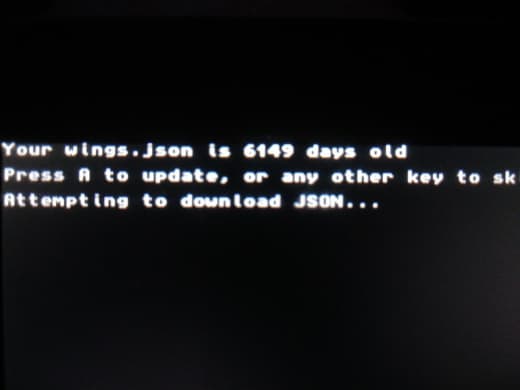 Your wings.json is 6149 days old
Press A to update, or any other key to sk
Attempting to download JSON...